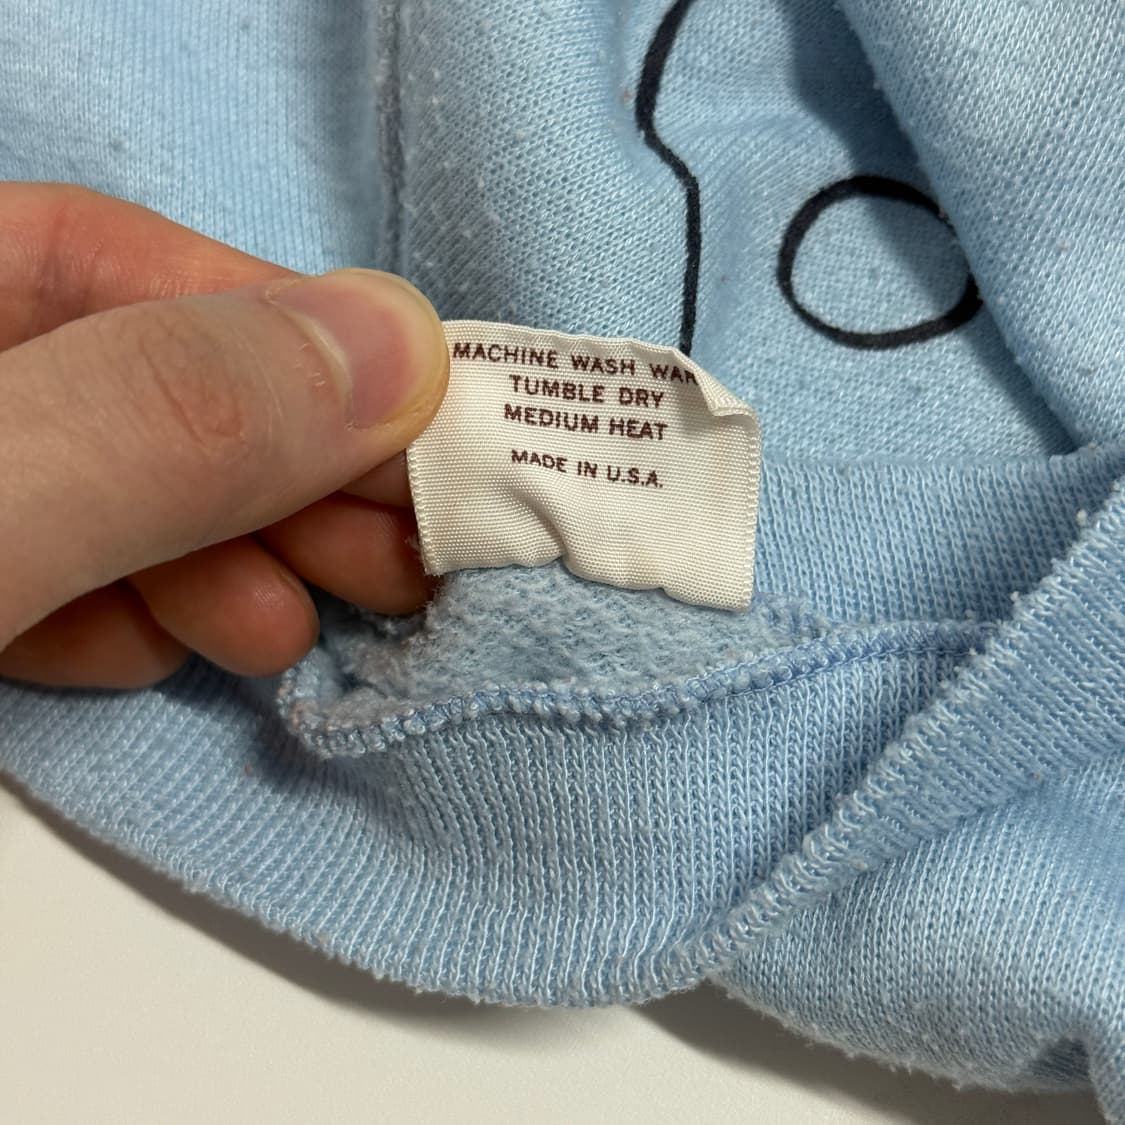 MACHINE WASH WAR
TUMBLE DRY
MEDIUM HEAT
MADE IN U.S.A.